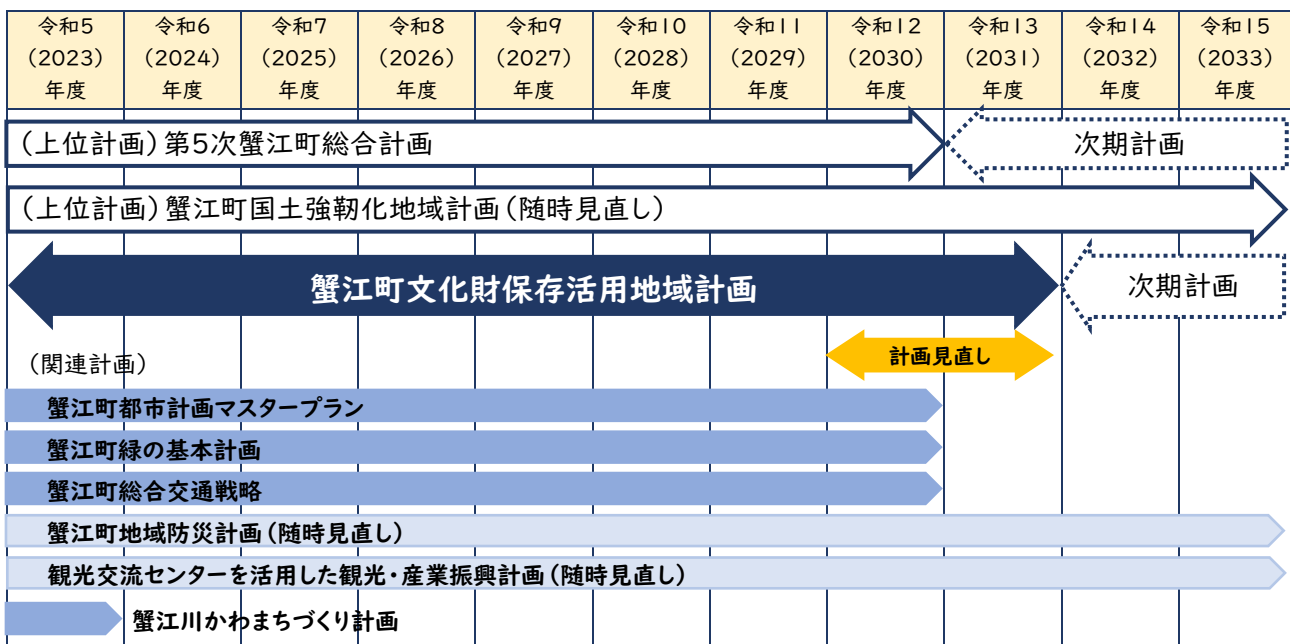 令和5 令和6 令和7 令和8 令和9 令和10 令和11 令和12 令和13 令和14 令和15
(2023) (2024) (2025) (2026) (2027) (2028) (2029) (2030) (2031) (2032) (2033)
年度 年度 年度 年度 年度 年度 年度 年度 年度 年度 年度
(上位計画)第5次蟹江町総合計画 次期計画
(上位計画)蟹江町国土強靭化地域計画(随時見直し)
蟹江町文化財保存活用地域計画 次期計画
計画見直し
(関連計画)
蟹江町都市計画マスタープラン
蟹江町緑の基本計画
蟹江町総合交通戦略
蟹江町地域防災計画(随時見直し)
観光交流センターを活用した観光・産業振興計画(随時見直し)
蟹江川かわまちづくり計画